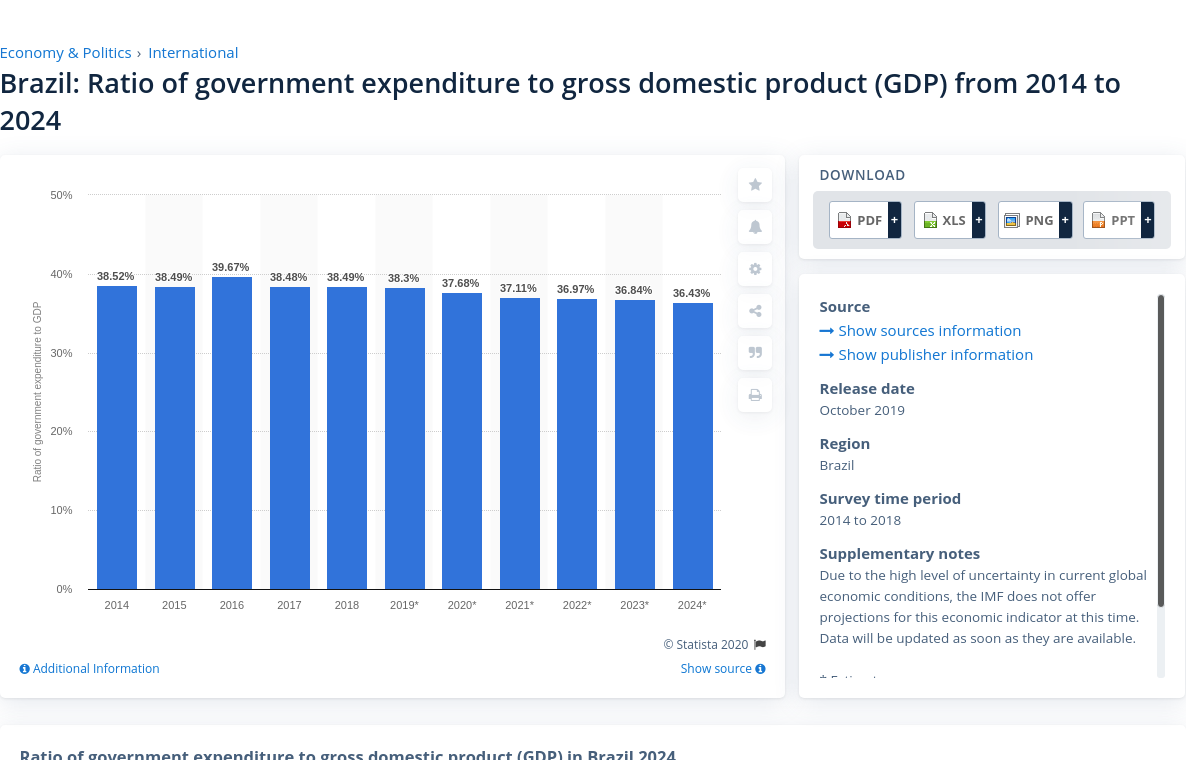 Economy & Politics › International
Brazil: Ratio of government expenditure to gross domestic product (GDP) from 2014 to
2024
50%
40%
30%
20%
10%
0%
Ratio of government expenditure to GDP
38.52%
38.49%
39.67%
38.48%
38.49%
38.3%
37.68%
37.11%
36.97%
36.84%
36.43%
2014
2015
2016
2017
2018
2019*
2020*
2021*
2022*
2023*
2024*
© Statista 2020
Additional Information
Show source
DOWNLOAD
PDF +
XLS +
PNG +
PPT +
Source
Show sources information
Show publisher information
Release date
October 2019
Region
Brazil
Survey time period
2014 to 2018
Supplementary notes
Due to the high level of uncertainty in current global
economic conditions, the IMF does not offer
projections for this economic indicator at this time.
Data will be updated as soon as they are available.
Ratio of government expenditure to gross domestic product (GDP) in Brazil 2024